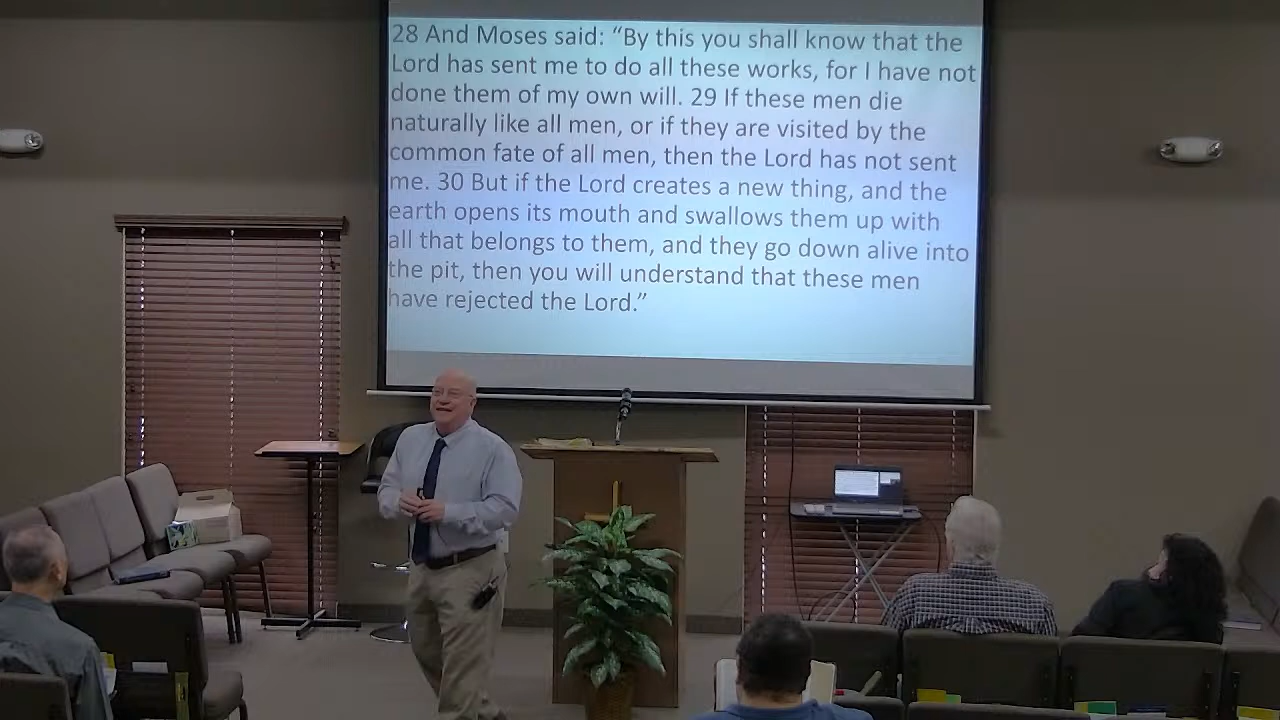 28 And Moses said: “By this you shall know that the
Lord has sent me to do all these works, for I have not
done them of my own will. 29 If these men die
naturally like all men, or if they are visited by the
common fate of all men, then the Lord has not sent
me. 30 But if the Lord creates a new thing, and the
earth opens its mouth and swallows them up with
all that belongs to them, and they go down alive into
the pit, then you will understand that these men
have rejected the Lord.”